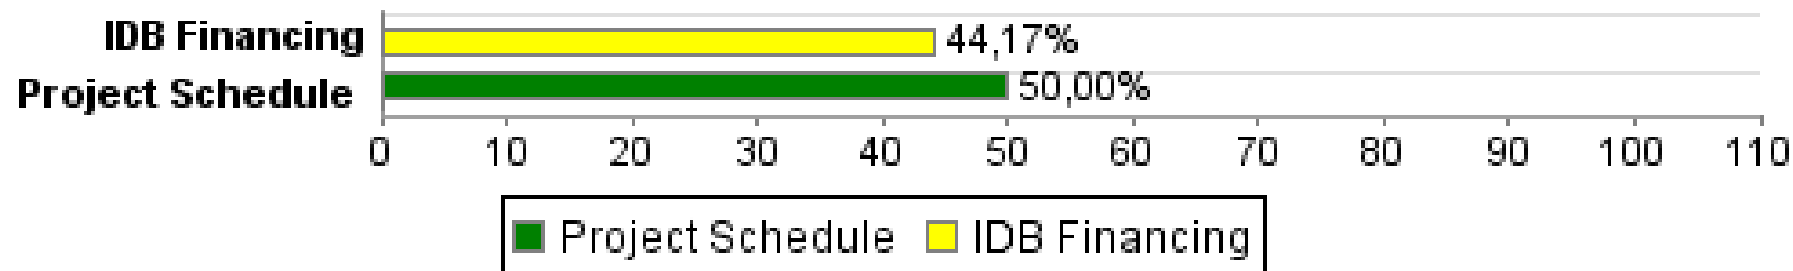 IDB Financing 44,17%
Project Schedule 50,00%
0 10 20 30 40 50 60 70 80 90 100 110
Project Schedule IDB Financing